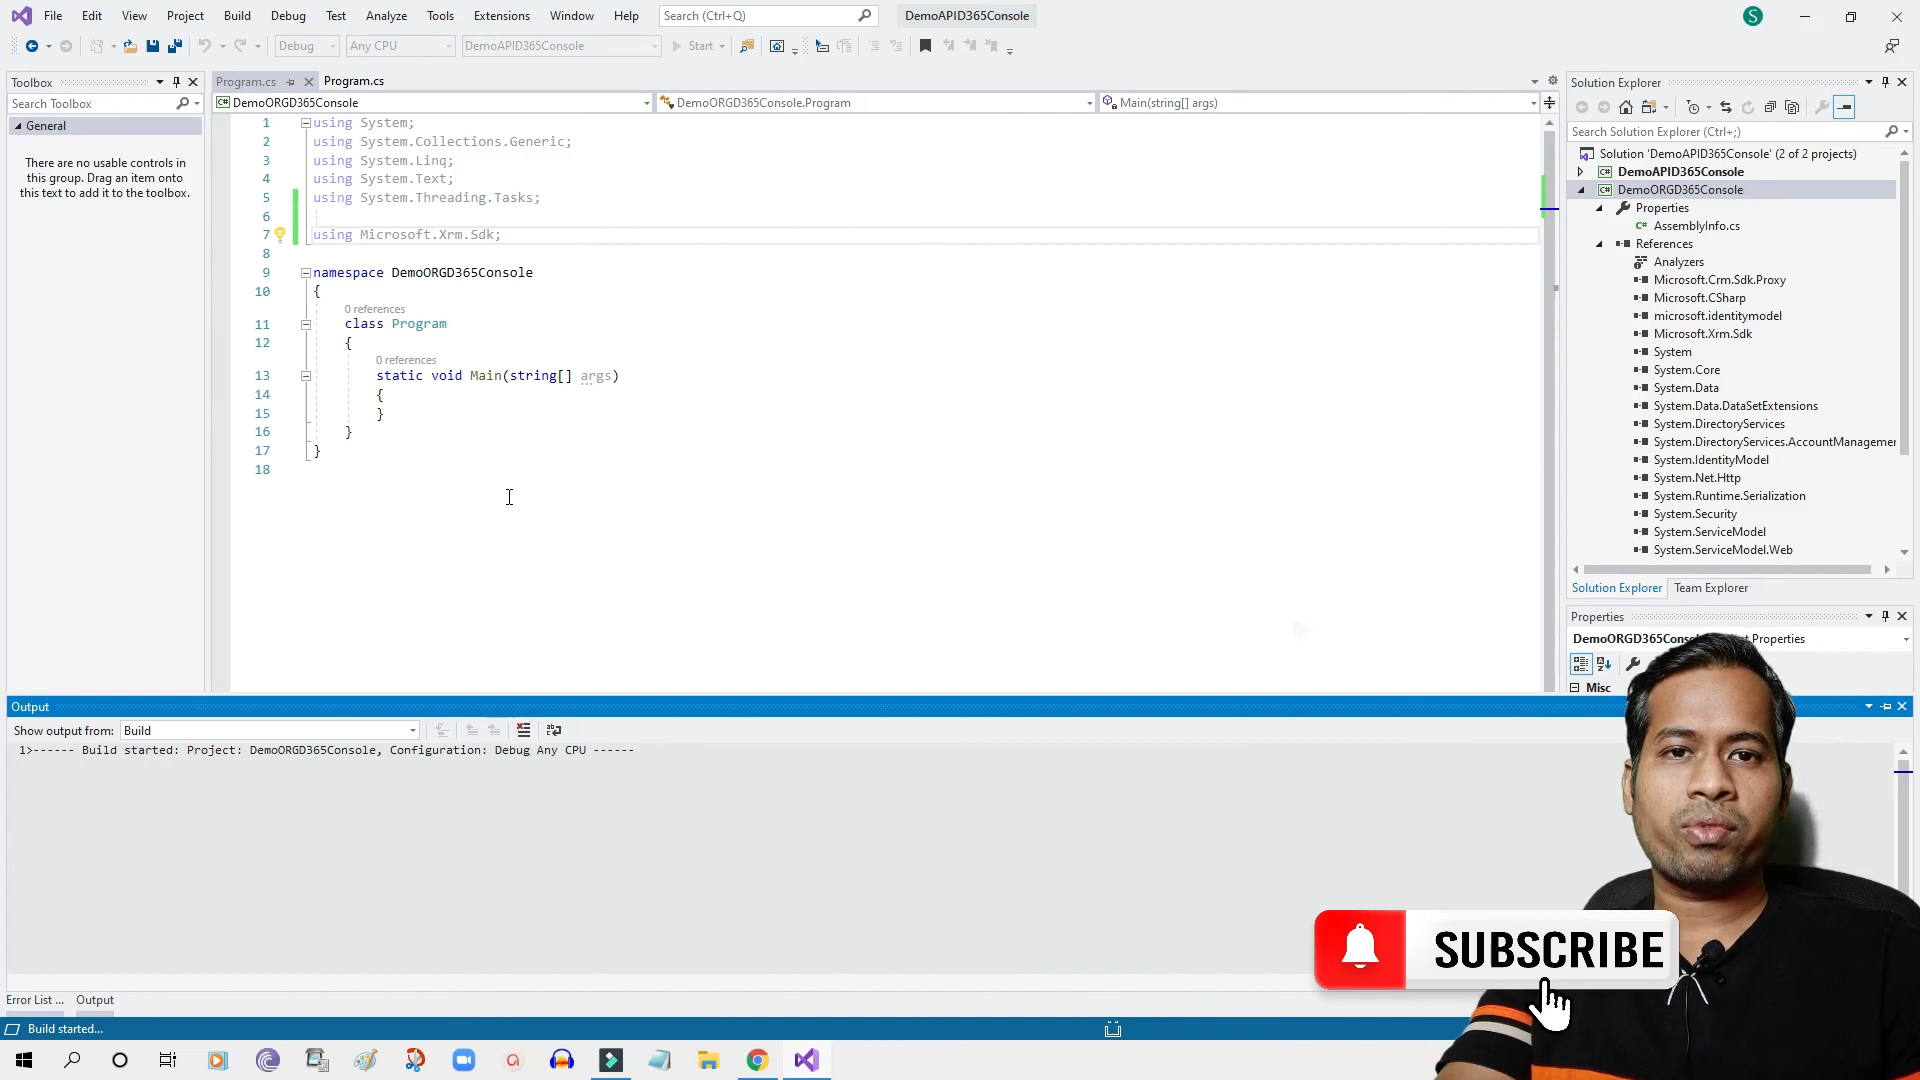 File Edit View Project Build Debug Test Analyze Tools Extensions Window Help Search (Ctrl+Q) DemoAPID365Console S
Debug Any CPU DemoAPID365Console Start
Toolbox
Search Toolbox
General
There are no usable controls in
this group. Drag an item onto
this text to add it to the toolbox.
Program.cs Program.cs
DemoORGD365Console DemoORGD365Console.Program Main(string[] args)
1 using System;
2 using System.Collections.Generic;
3 using System.Linq;
4 using System.Text;
5 using System.Threading.Tasks;
6
7 using Microsoft.Xrm.Sdk;
8
9 namespace DemoORGD365Console
10 {
0 references
11 class Program
12 {
0 references
13 static void Main(string[] args)
14 {
15 }
16 }
17 }
18
Solution Explorer
Search Solution Explorer (Ctrl+;)
Solution 'DemoAPID365Console' (2 of 2 projects)
DemoAPID365Console
DemoORGD365Console
Properties
AssemblyInfo.cs
References
Analyzers
Microsoft.Crm.Sdk.Proxy
Microsoft.CSharp
microsoft.identitymodel
Microsoft.Xrm.Sdk
System
System.Core
System.Data
System.Data.DataSetExtensions
System.DirectoryServices
System.DirectoryServices.AccountManagemer
System.IdentityModel
System.Net.Http
System.Runtime.Serialization
System.Security
System.ServiceModel
System.ServiceModel.Web
Solution Explorer Team Explorer
Properties
DemoORGD365Conso Properties
Misc
Output
Show output from: Build
1>------ Build started: Project: DemoORGD365Console, Configuration: Debug Any CPU ------
SUBSCRIBE
Error List ... Output
Build started...